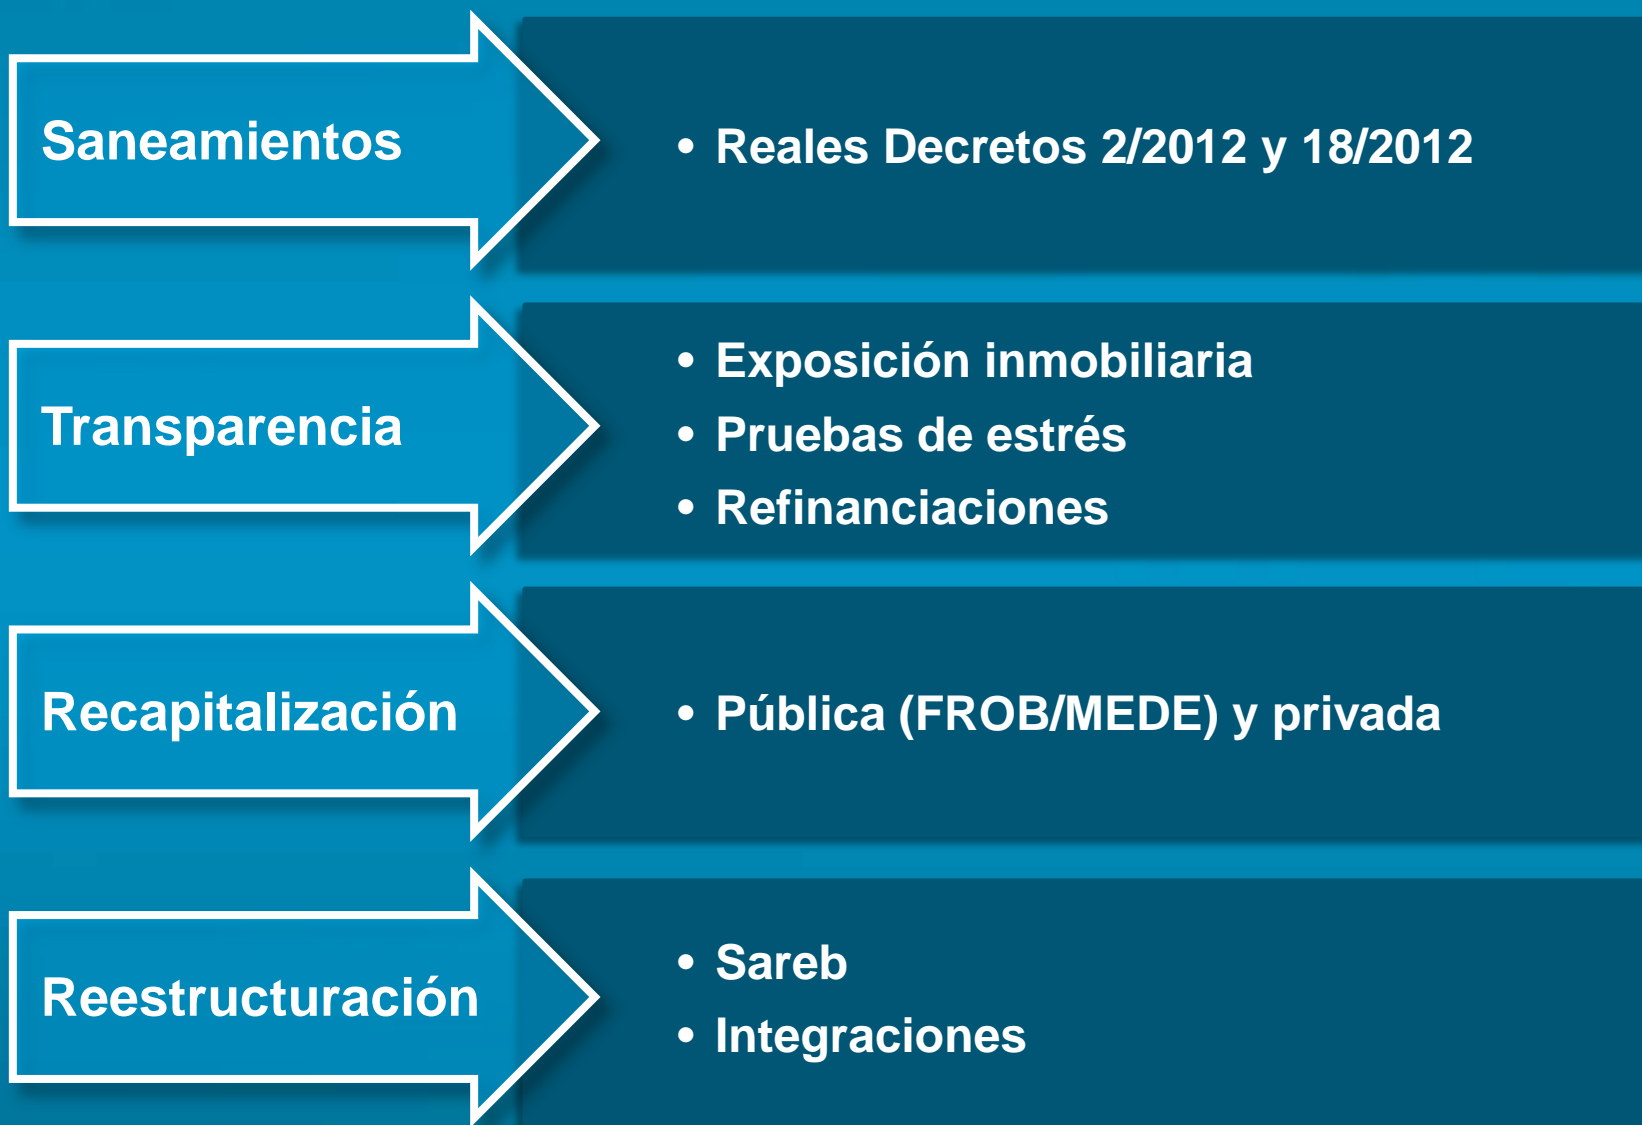 Saneamientos
• Reales Decretos 2/2012 y 18/2012
Transparencia
• Exposición inmobiliaria
• Pruebas de estrés
• Refinanciaciones
Recapitalización
• Pública (FROB/MEDE) y privada
Reestructuración
• Sareb
• Integraciones